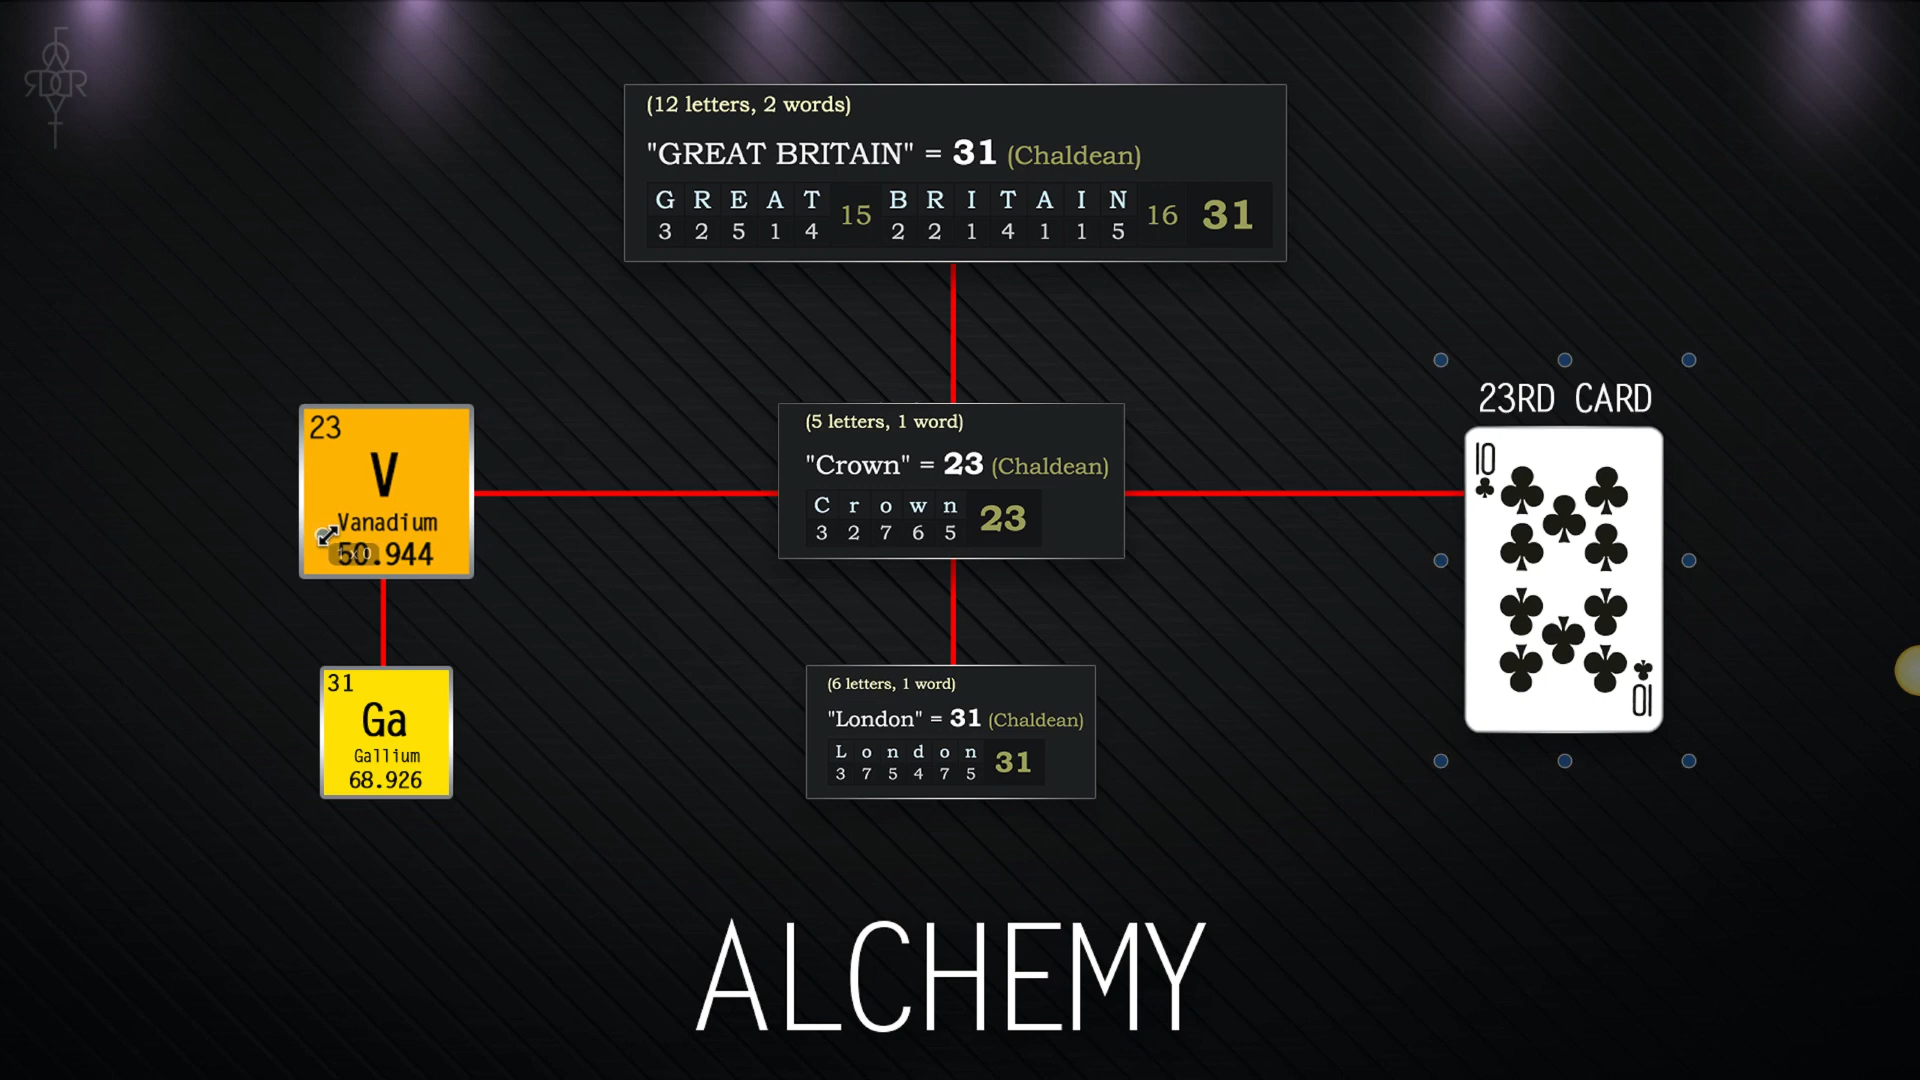 (12 letters, 2 words)
"GREAT BRITAIN" = 31 (Chaldean)
G R E A T 15 B R I T A I N 16 31
3 2 5 1 4 2 2 1 4 1 1 5
23
V
Vanadium
50.944
(5 letters, 1 word)
"Crown" = 23 (Chaldean)
C r o w n 23
3 2 7 6 5
23RD CARD
10
10
31
Ga
Gallium
68.926
(6 letters, 1 word)
"London" = 31 (Chaldean)
L o n d o n 31
3 7 5 4 7 5
ALCHEMY